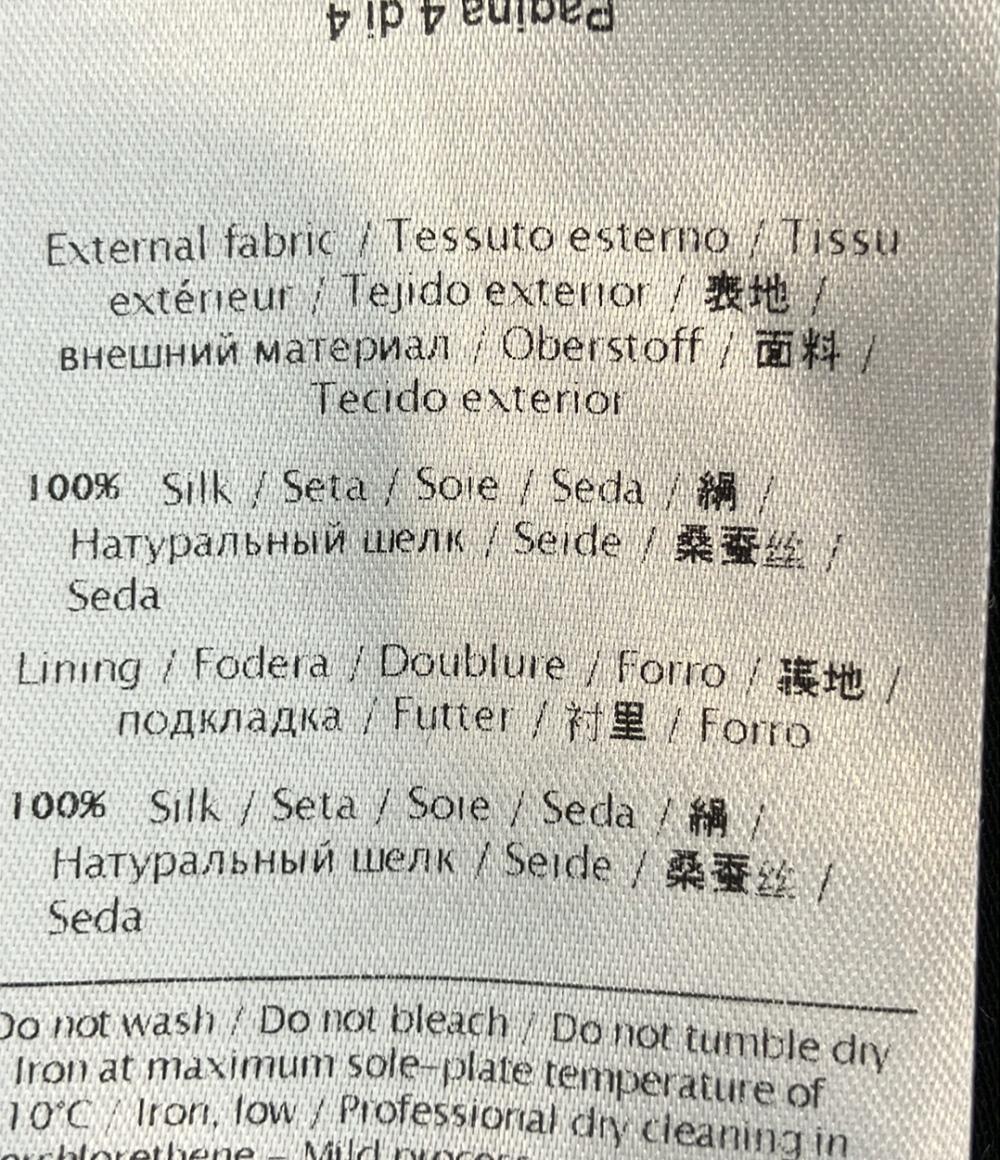 Pagina 4 di 4
External fabric / Tessuto esterno / Tissu
extérieur / Tejido exterior / 表地 /
внешний материал / Oberstoff / 面料 /
Tecido exterior
100% Silk / Seta / Soie / Seda / 絹 /
Натуральный шелк / Seide / 桑蚕丝 /
Seda
Lining / Fodera / Doublure / Forro / 裏地 /
подкладка / Futter / 衬里 / Forro
100% Silk / Seta / Soie / Seda / 絹 /
Натуральный шелк / Seide / 桑蚕丝 /
Seda
Do not wash / Do not bleach / Do not tumble dry
Iron at maximum sole-plate temperature of
10°C / Iron, low / Professional dry cleaning in
– Mild